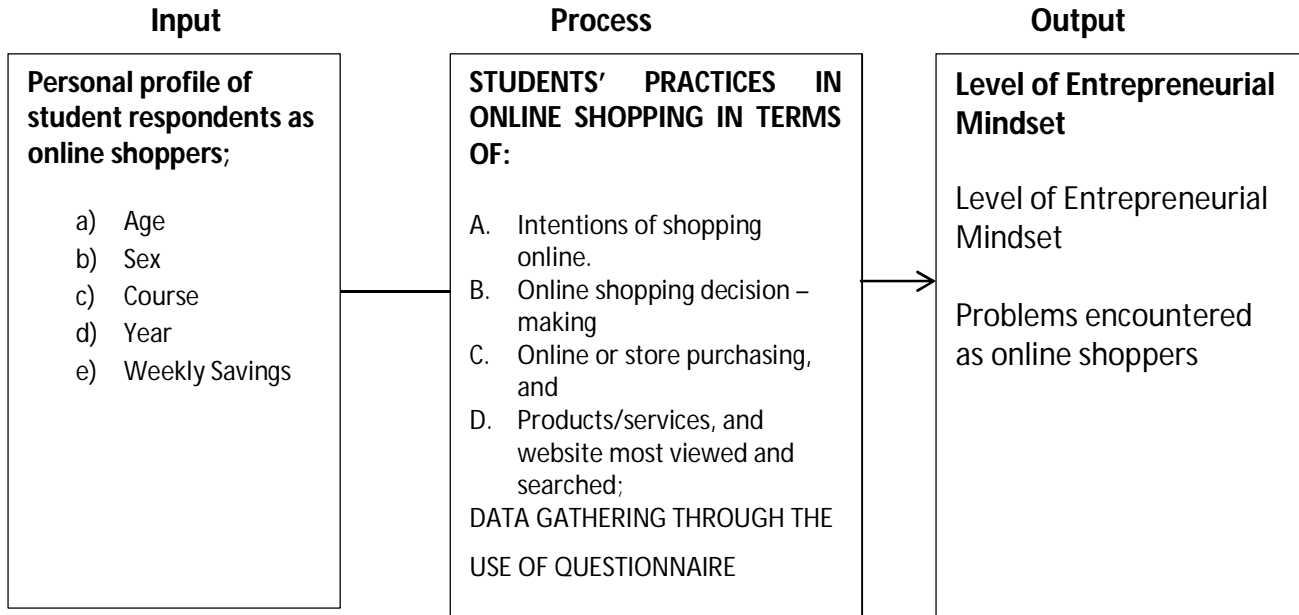 Input
Process
Output
Personal profile of
student respondents as
online shoppers;
a) Age
b) Sex
c) Course
d) Year
e) Weekly Savings
STUDENTS’ PRACTICES IN
ONLINE SHOPPING IN TERMS
OF:
A. Intentions of shopping
online.
B. Online shopping decision –
making
C. Online or store purchasing,
and
D. Products/services, and
website most viewed and
searched;
DATA GATHERING THROUGH THE
USE OF QUESTIONNAIRE
Level of Entrepreneurial
Mindset
Level of Entrepreneurial
Mindset
Problems encountered
as online shoppers